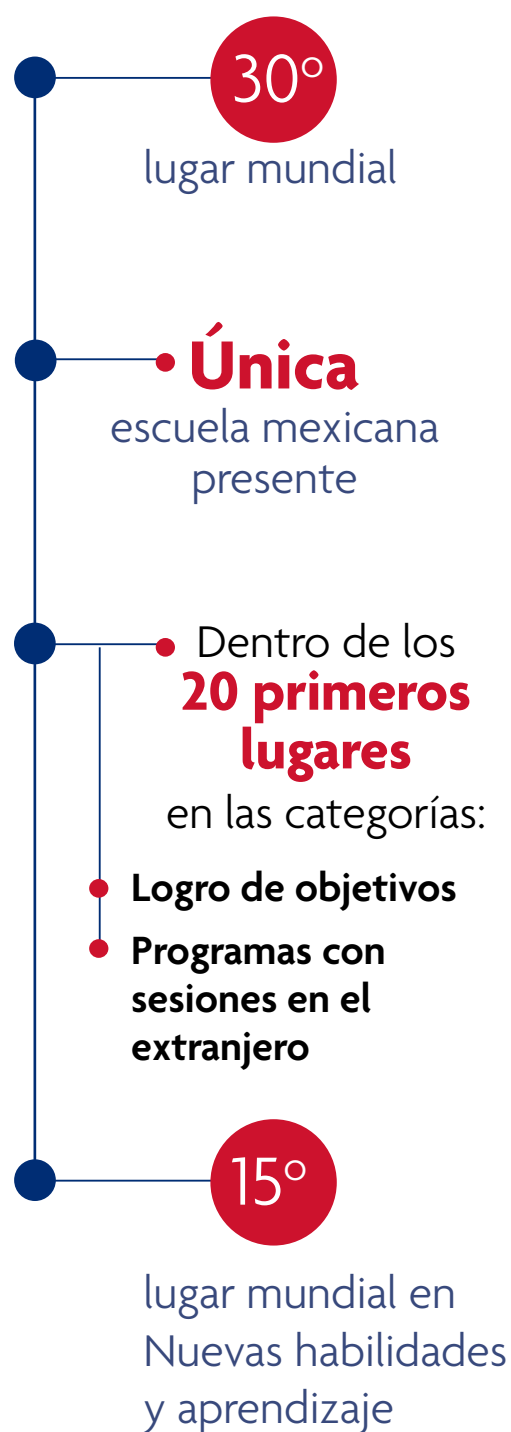 30°
lugar mundial
Única
escuela mexicana
presente
Dentro de los
20 primeros
lugares
en las categorías:
Logro de objetivos
Programas con
sesiones en el
extranjero
15°
lugar mundial en
Nuevas habilidades
y aprendizaje